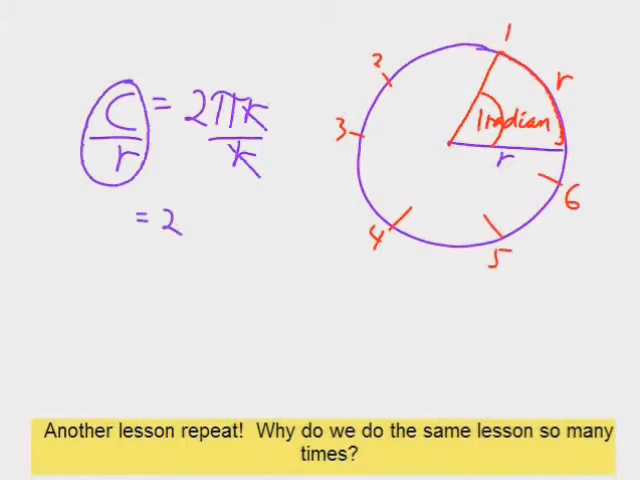 C/r = 2πr/r
= 2
1
2
3
4
5
6
r
1 radian
r
Another lesson repeat! Why do we do the same lesson so many
times?